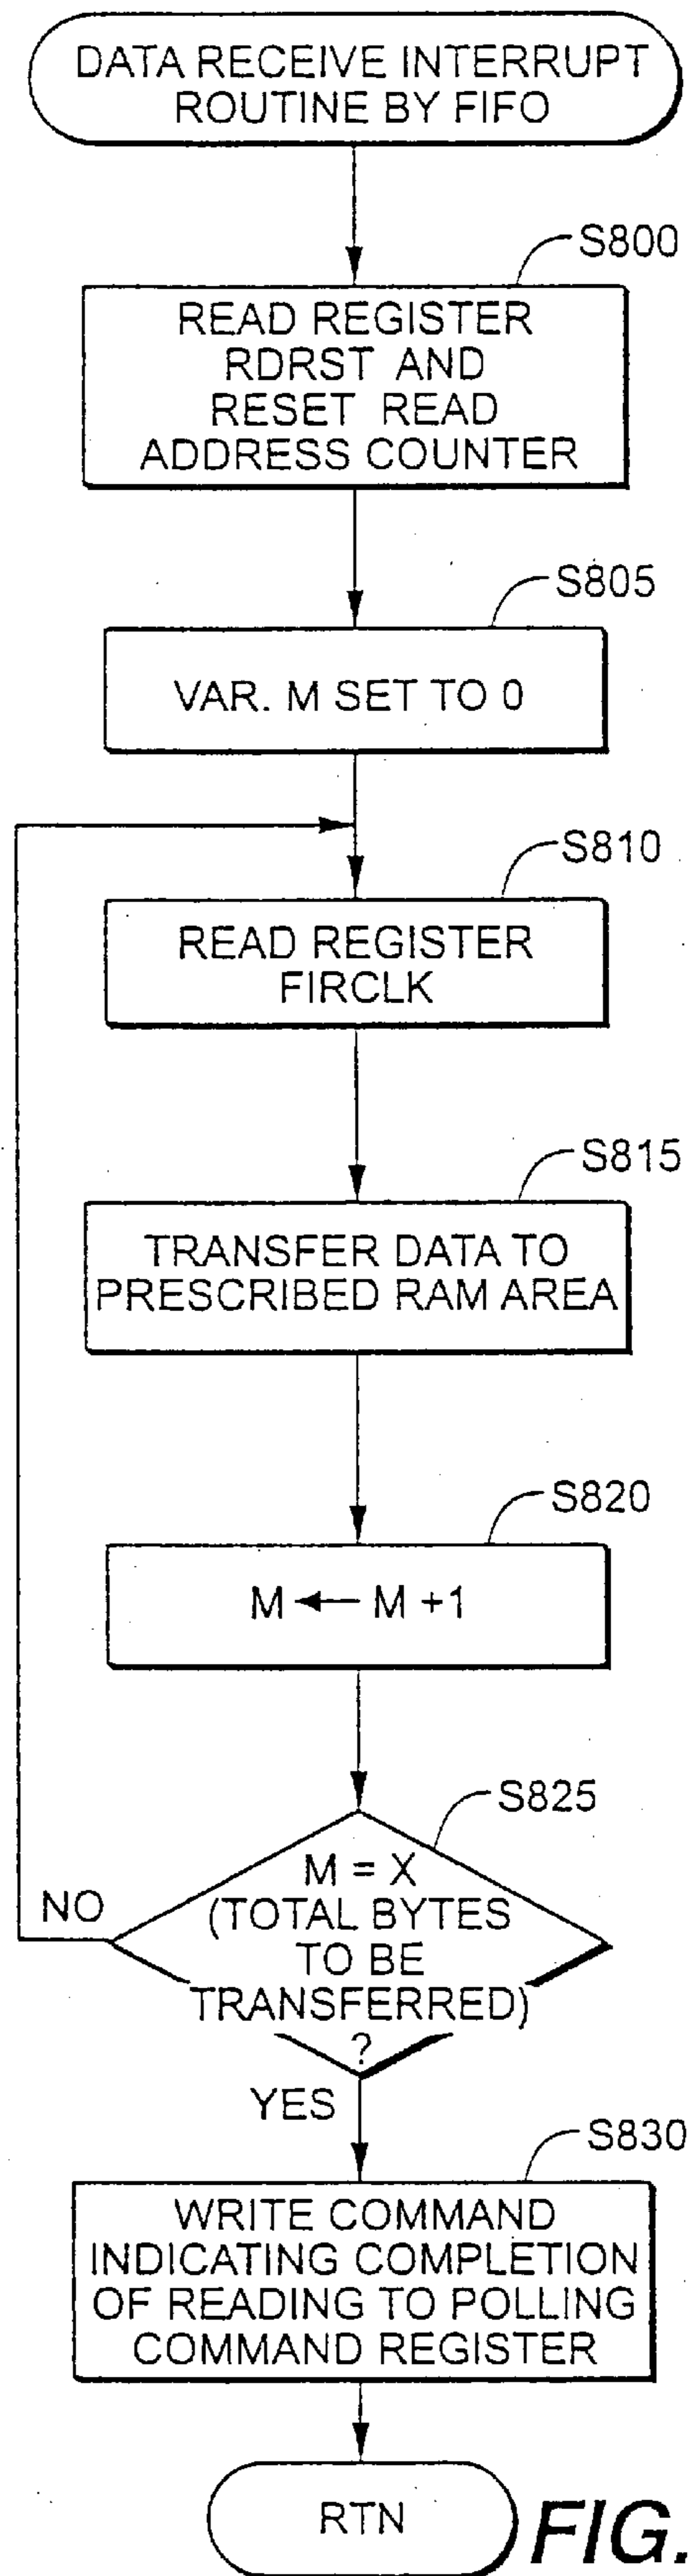 DATA RECEIVE INTERRUPT
ROUTINE BY FIFO
S800
READ REGISTER
RDRST AND
RESET READ
ADDRESS COUNTER
S805
VAR. M SET TO 0
S810
READ REGISTER
FIRCLK
S815
TRANSFER DATA TO
PRESCRIBED RAM AREA
S820
M ← M +1
S825
M = X
(TOTAL BYTES
TO BE
TRANSFERRED)
?
NO
YES
S830
WRITE COMMAND
INDICATING COMPLETION
OF READING TO POLLING
COMMAND REGISTER
RTN
FIG.